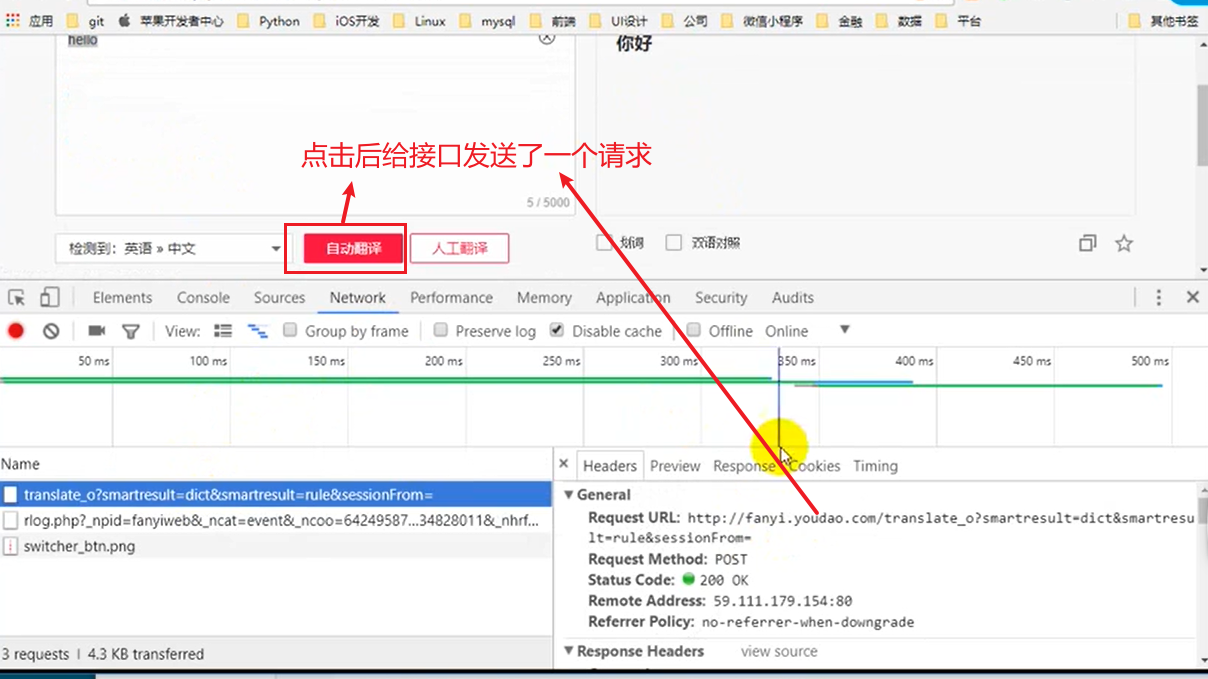 应用 git 苹果开发者中心 Python iOS开发 Linux mysql 前端 UI设计 公司 微信小程序 金融 数据 平台 其他书签
hello
你好
点击后给接口发送了一个请求
5 / 5000
检测到：英语 » 中文 自动翻译 人工翻译 划词 双语对照
Elements Console Sources Network Performance Memory Application Security Audits
View: Group by frame Preserve log Disable cache Offline Online
50 ms 100 ms 150 ms 200 ms 250 ms 300 ms 350 ms 400 ms 450 ms 500 ms
Name
Headers Preview Response Cookies Timing
translate_o?smartresult=dict&smartresult=rule&sessionFrom=
rlog.php?_npid=fanyiweb&_ncat=event&_ncoo=64249587...34828011&_nhrf...
switcher_btn.png
General
Request URL: http://fanyi.youdao.com/translate_o?smartresult=dict&smartresu
lt=rule&sessionFrom=
Request Method: POST
Status Code: 200 OK
Remote Address: 59.111.179.154:80
Referrer Policy: no-referrer-when-downgrade
Response Headers view source
3 requests | 4.3 KB transferred